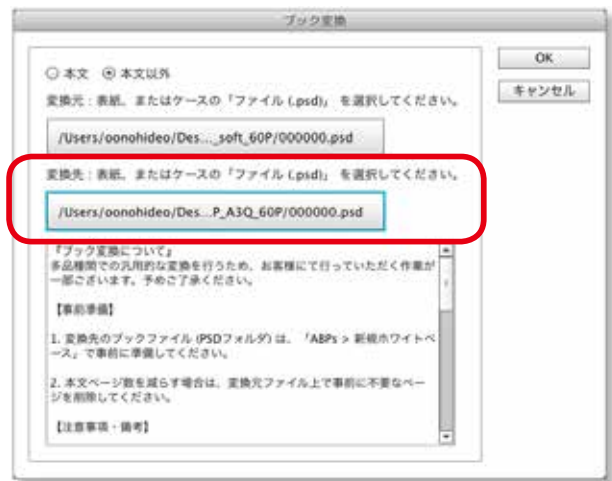 ブック変換
本文 本文以外
OK
キャンセル
変換元：表紙、またはケースの「ファイル (.psd)」 を選択してください。
/Users/oonohideo/Des..._soft_60P/000000.psd
変換先：表紙、またはケースの「ファイル (.psd)」 を選択してください。
/Users/oonohideo/Des...P_A3Q_60P/000000.psd
『ブック変換について』
多品種間での汎用的な変換を行うため、お客様にて行っていただく作業が
一部ございます。予めご了承ください。
【事前準備】
1. 変換先のブックファイル (PSDフォルダ) は、「ABPs > 新規ホワイトベ
ース」で事前に準備してください。
2. 本文ページ数を減らす場合は、変換元ファイル上で事前に不要なペー
ジを削除してください。
【注意事項・備考】